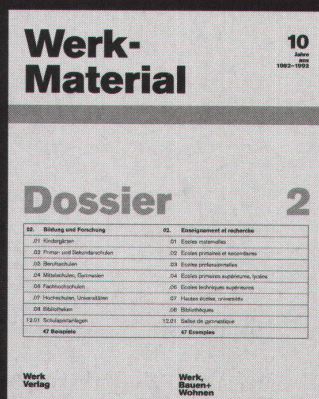 Werk-
Material
10
Jahre
aus
1982–1992
Dossier 2
02. Bildung und Forschung 02. Enseignement et recherche
.01 Kindergärten .01 Ecoles maternelles
.02 Primar- und Sekundarschulen .02 Ecoles primaires et secondaires
.03 Berufsschulen .03 Ecoles professionnelles
.04 Mittelschulen, Gymnasien .04 Ecoles primaires supérieures, lycées
.06 Fachhochschulen .06 Ecoles techniques supérieures
.07 Hochschulen, Universitäten .07 Hautes écoles, université
.08 Bibliotheken .08 Bibliothèques
12.01 Schulsportanlagen 12.01 Salles de gymnastique
47 Beispiele 47 Exemples
Werk
Verlag
Werk,
Bauen+
Wohnen